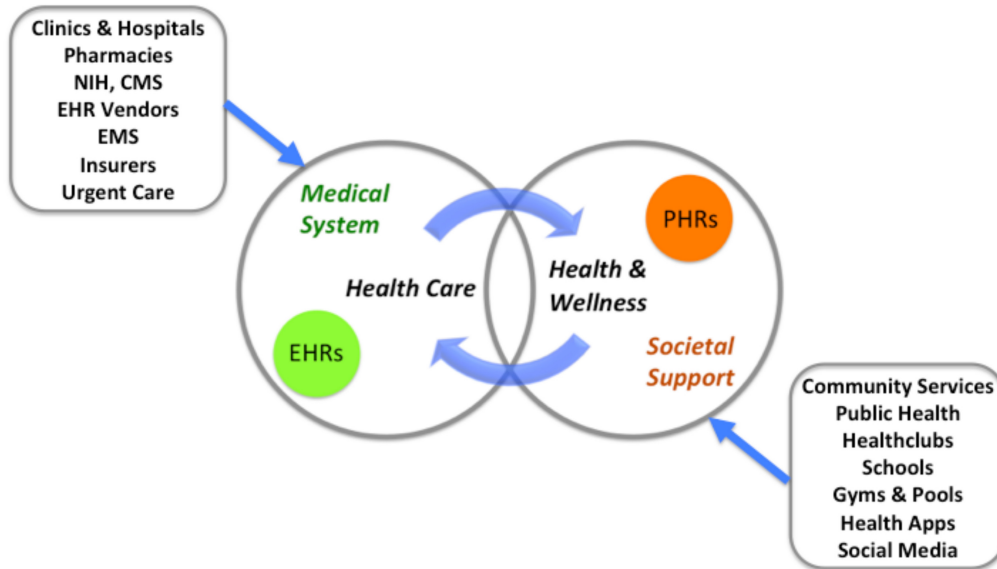 Clinics & Hospitals
Pharmacies
NIH, CMS
EHR Vendors
EMS
Insurers
Urgent Care
Medical
System
Health Care
EHRs
PHRs
Health &
Wellness
Societal
Support
Community Services
Public Health
Healthclubs
Schools
Gyms & Pools
Health Apps
Social Media